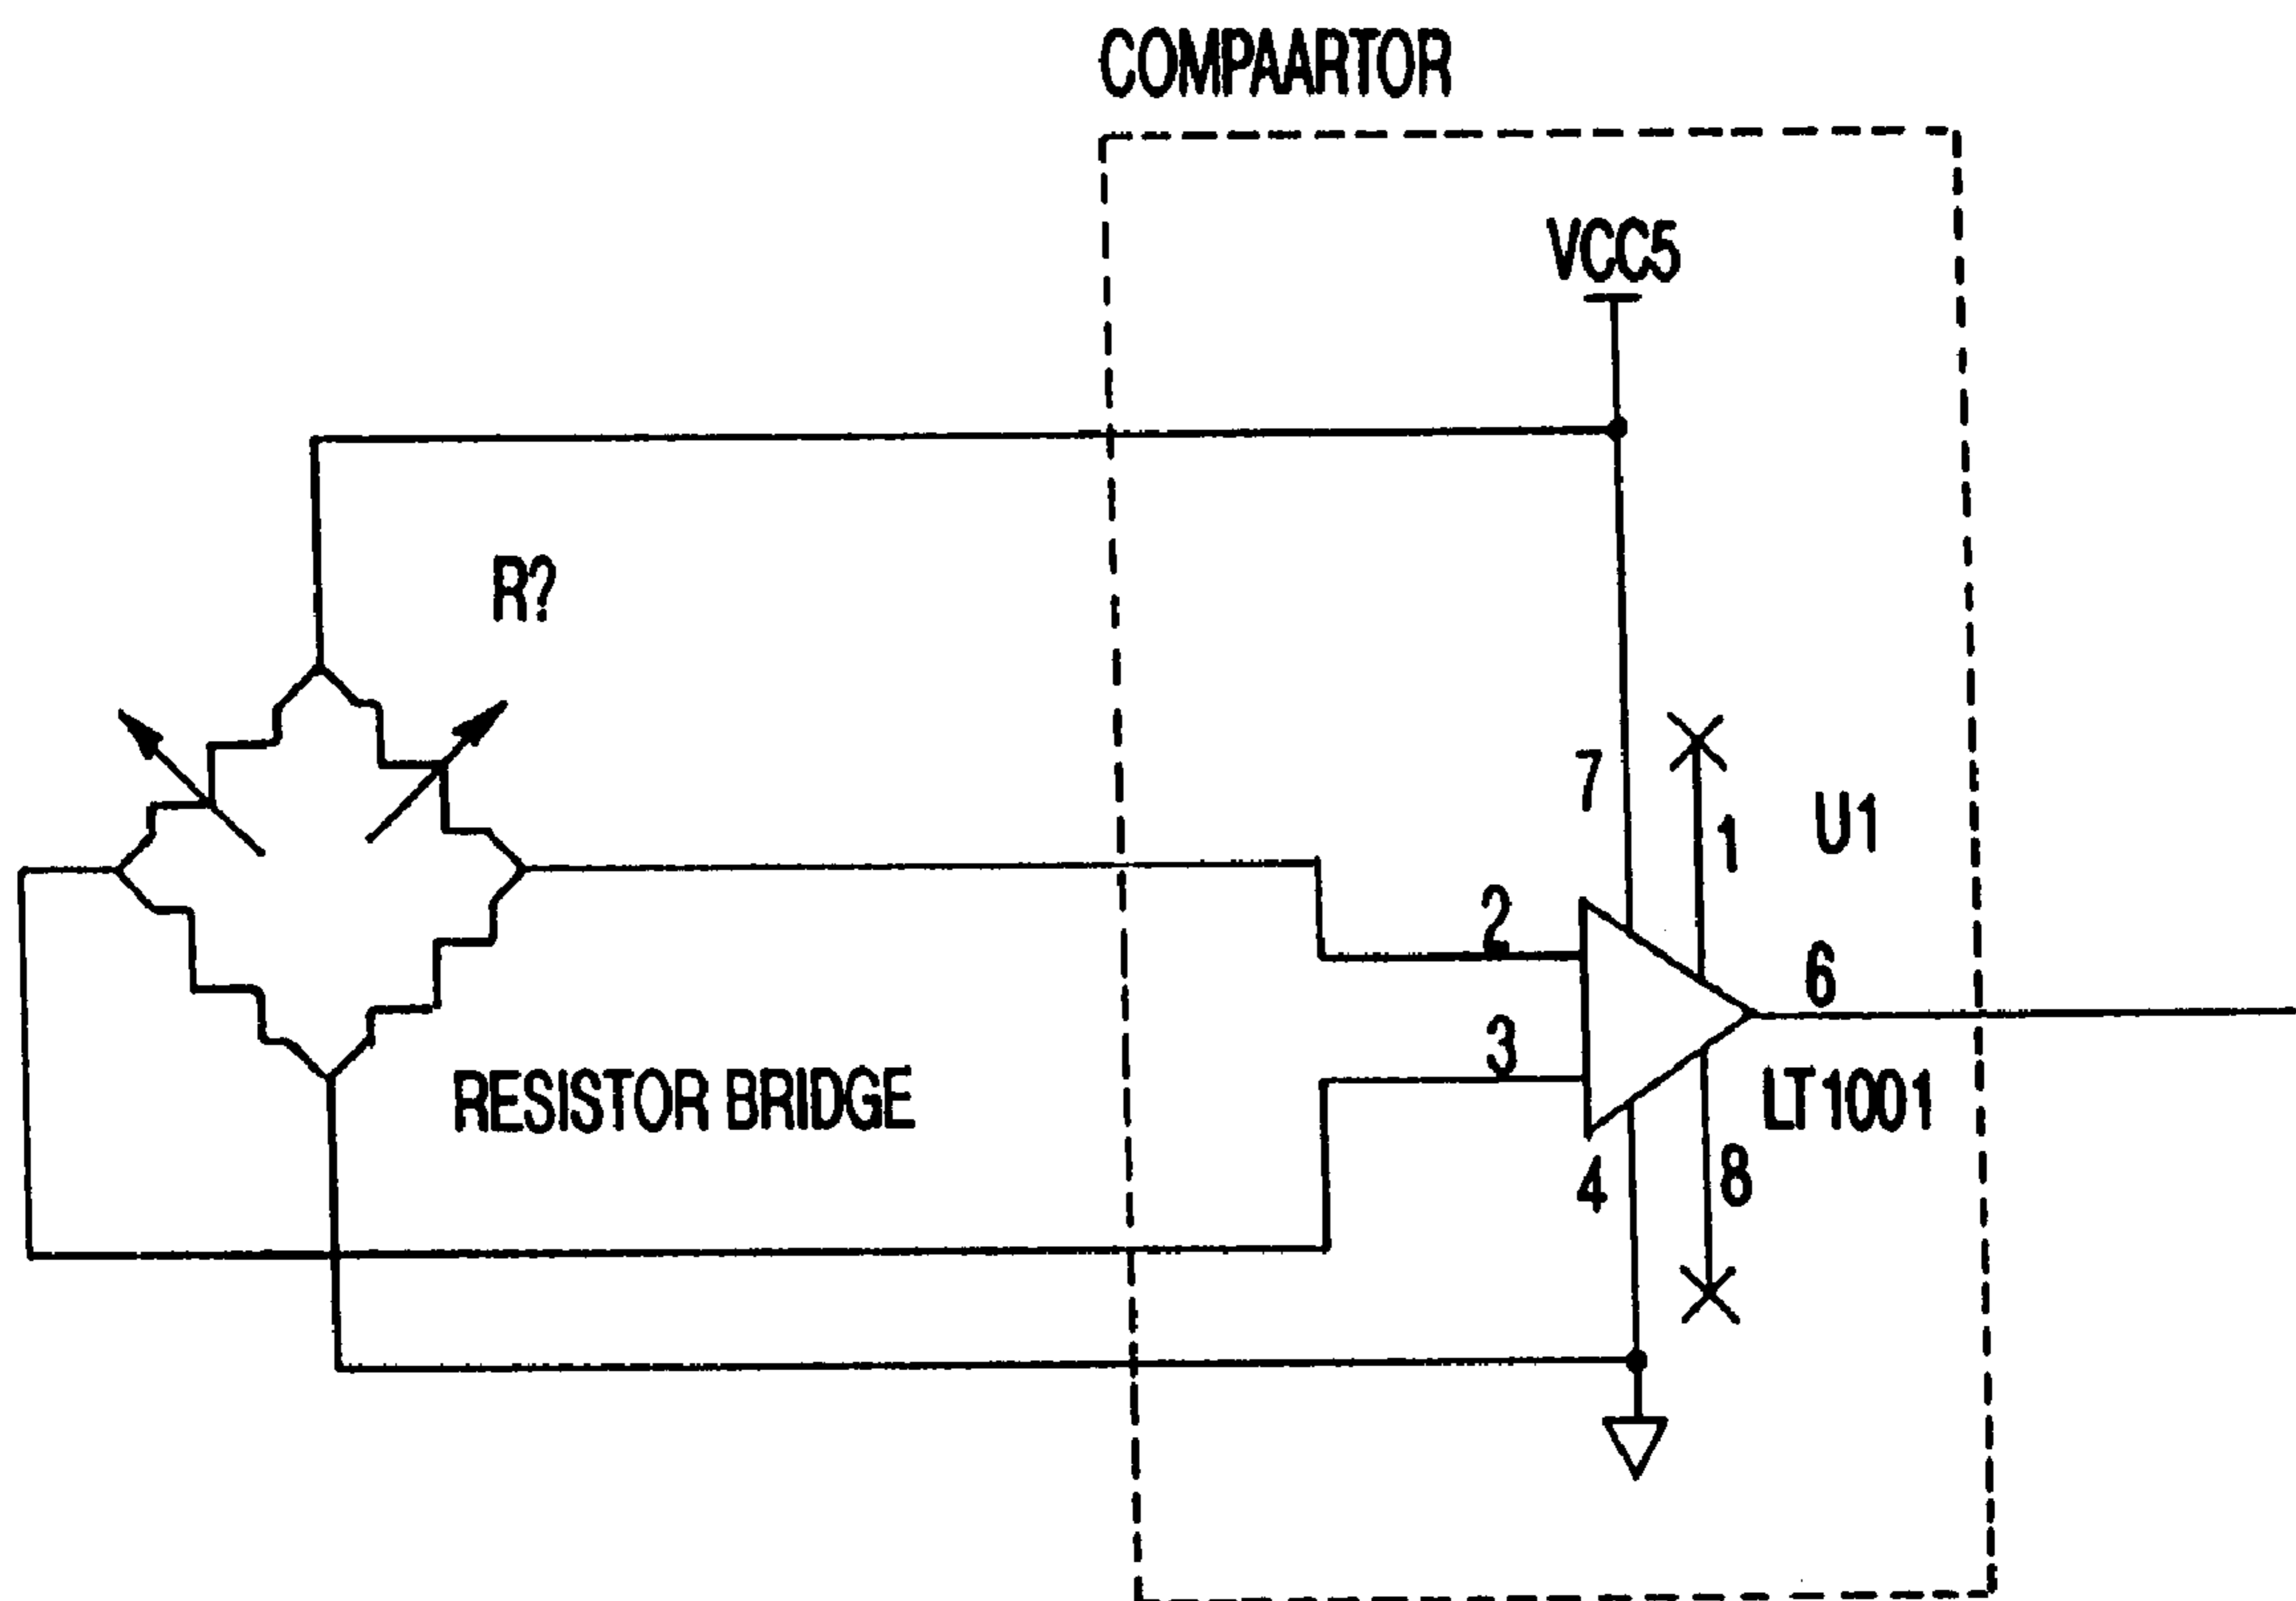 COMPAARTOR
VCC5
R?
7
1
U1
2
6
3
RESISTOR BRIDGE
LT1001
4
8